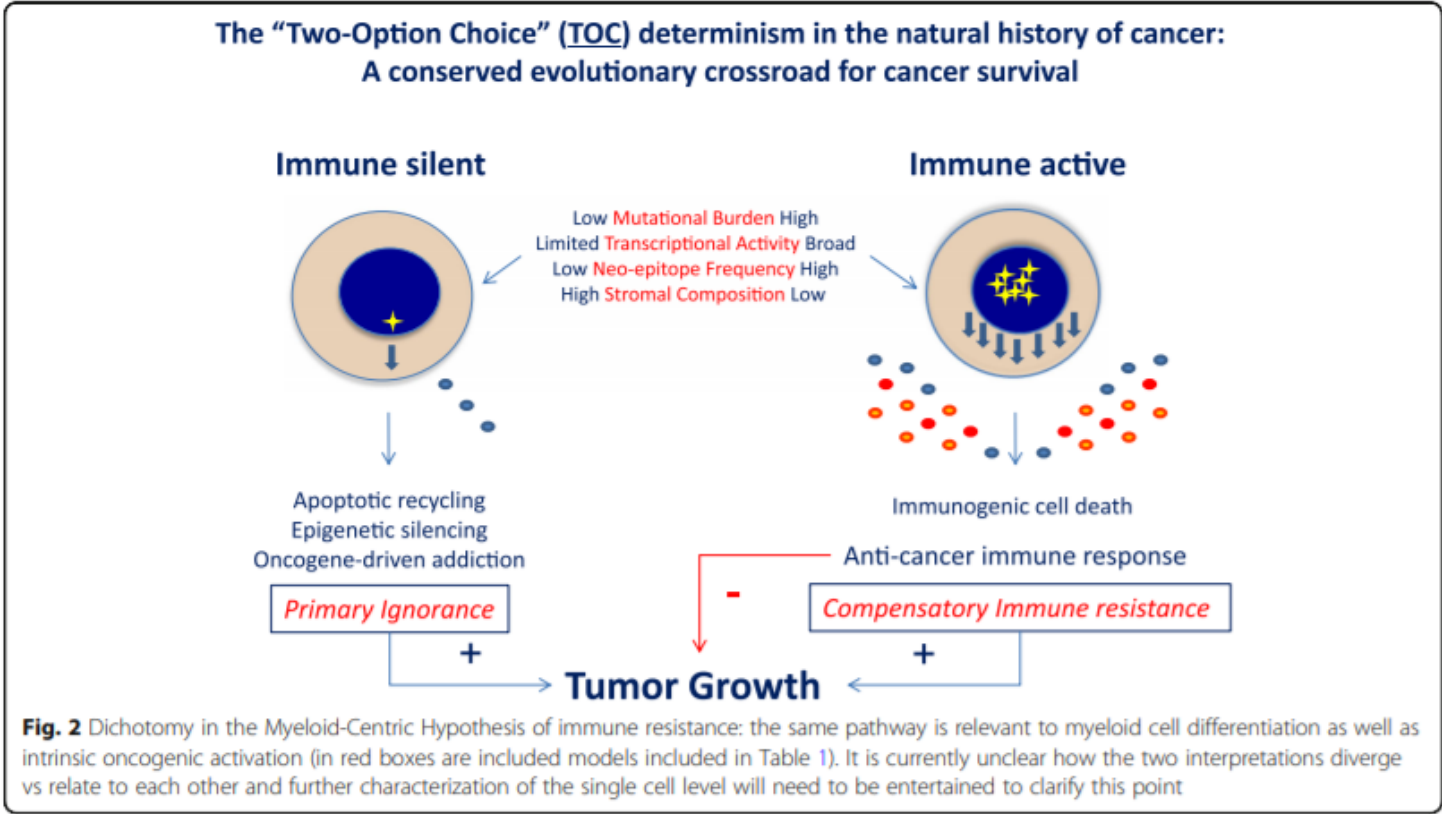 The “Two-Option Choice” (TOC) determinism in the natural history of cancer:
A conserved evolutionary crossroad for cancer survival
Immune silent
Immune active
Low Mutational Burden High
Limited Transcriptional Activity Broad
Low Neo-epitope Frequency High
High Stromal Composition Low
Apoptotic recycling
Epigenetic silencing
Oncogene-driven addiction
Primary Ignorance
+
Immunogenic cell death
Anti-cancer immune response
-
Compensatory Immune resistance
+
Tumor Growth
Fig. 2 Dichotomy in the Myeloid-Centric Hypothesis of immune resistance: the same pathway is relevant to myeloid cell differentiation as well as
intrinsic oncogenic activation (in red boxes are included models included in Table 1). It is currently unclear how the two interpretations diverge
vs relate to each other and further characterization of the single cell level will need to be entertained to clarify this point